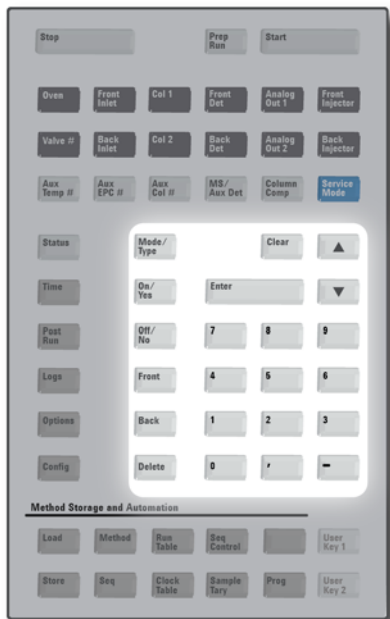 Stop
Prep
Run
Start
Oven
Front
Inlet
Col 1
Front
Det
Analog
Out 1
Front
Injector
Valve #
Back
Inlet
Col 2
Back
Det
Analog
Out 2
Back
Injector
Aux
Temp #
Aux
EPC #
Aux
Col #
MS/
Aux Det
Column
Comp
Service
Mode
Status
Mode/
Type
Clear
▲
Time
On/
Yes
Enter
▼
Post
Run
Off/
No
7
8
9
Logs
Front
4
5
6
Options
Back
1
2
3
Config
Delete
0
,
–
Method Storage and Automation
Load
Method
Run
Table
Seq
Control
User
Key 1
Store
Seq
Clock
Table
Sample
Tary
Prog
User
Key 2